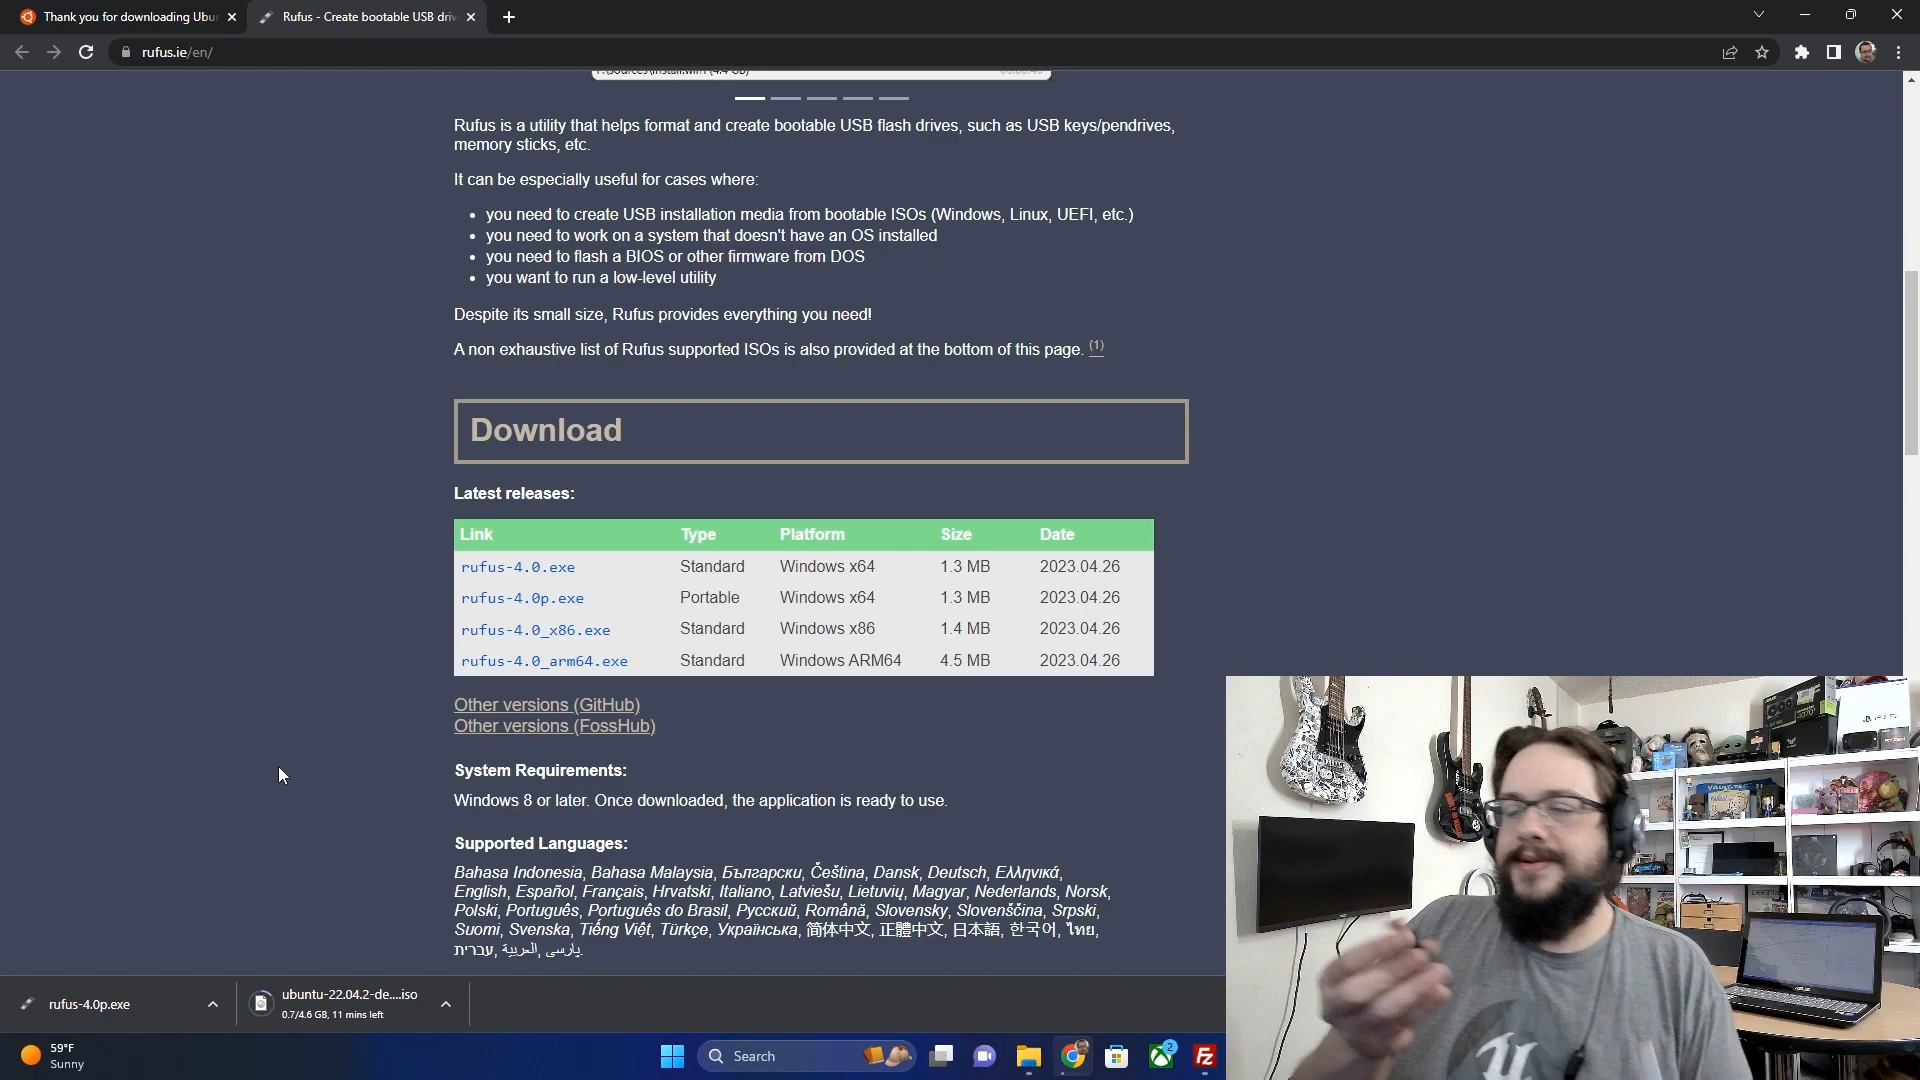 Thank you for downloading Ubu
Rufus - Create bootable USB driv
rufus.ie/en/
Rufus is a utility that helps format and create bootable USB flash drives, such as USB keys/pendrives,
memory sticks, etc.
It can be especially useful for cases where:
you need to create USB installation media from bootable ISOs (Windows, Linux, UEFI, etc.)
you need to work on a system that doesn't have an OS installed
you need to flash a BIOS or other firmware from DOS
you want to run a low-level utility
Despite its small size, Rufus provides everything you need!
A non exhaustive list of Rufus supported ISOs is also provided at the bottom of this page. (1)
Download
Latest releases:
Link Type Platform Size Date
rufus-4.0.exe Standard Windows x64 1.3 MB 2023.04.26
rufus-4.0p.exe Portable Windows x64 1.3 MB 2023.04.26
rufus-4.0_x86.exe Standard Windows x86 1.4 MB 2023.04.26
rufus-4.0_arm64.exe Standard Windows ARM64 4.5 MB 2023.04.26
Other versions (GitHub)
Other versions (FossHub)
System Requirements:
Windows 8 or later. Once downloaded, the application is ready to use.
Supported Languages:
Bahasa Indonesia, Bahasa Malaysia, Български, Čeština, Dansk, Deutsch, Ελληνικά,
English, Español, Français, Hrvatski, Italiano, Latviešu, Lietuvių, Magyar, Nederlands, Norsk,
Polski, Português, Português do Brasil, Русский, Română, Slovensky, Slovenščina, Srpski,
Suomi, Svenska, Tiếng Việt, Türkçe, Українська, 简体中文, 正體中文, 日本語, 한국어, ไทย,
עברית, العربية, پارسی.
rufus-4.0p.exe
ubuntu-22.04.2-de....iso
0.7/4.6 GB, 11 mins left
59°F
Sunny
Search
2
FZ
VAULT-TEC